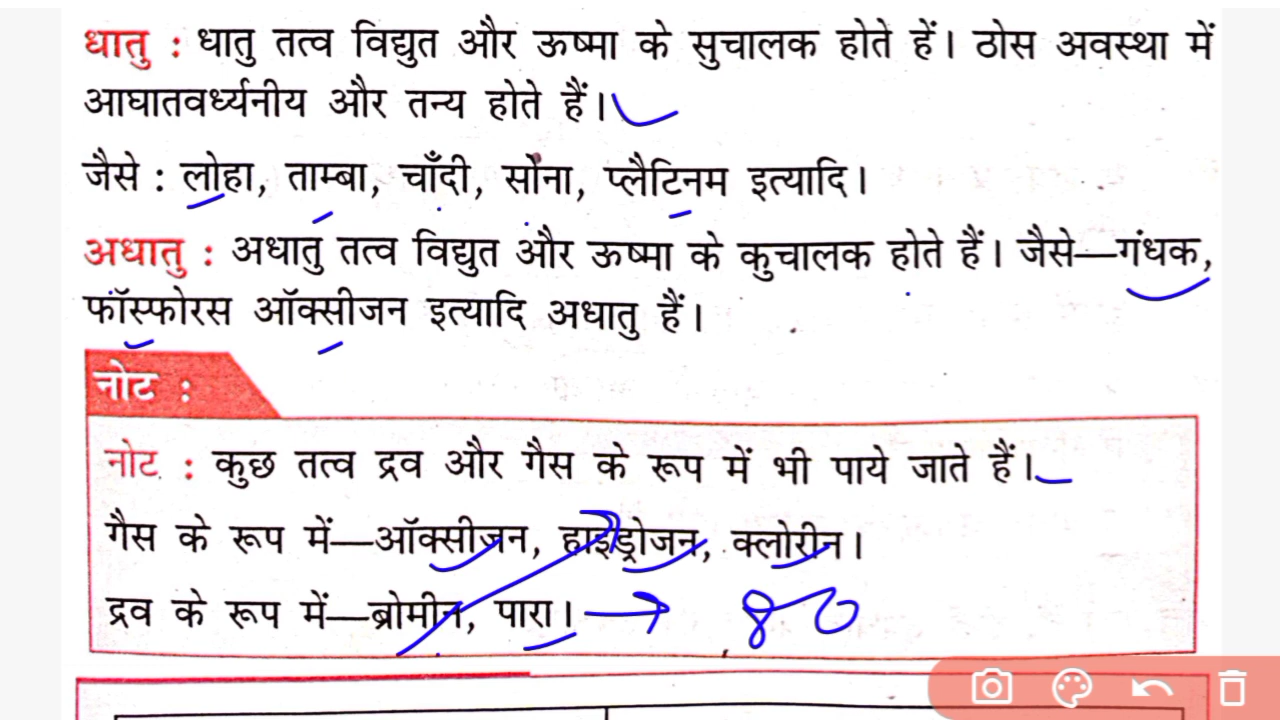 धातु : धातु तत्व विद्युत और ऊष्मा के सुचालक होते हें। ठोस अवस्था में
आघातवर्ध्यनीय और तन्य होते हैं।
जैसे : लोहा, ताम्बा, चाँदी, सोना, प्लैटिनम इत्यादि।
अधातु : अधातु तत्व विद्युत और ऊष्मा के कुचालक होते हैं। जैसे—गंधक,
फॉस्फोरस ऑक्सीजन इत्यादि अधातु हैं।
नोट :
नोट : कुछ तत्व द्रव और गैस के रूप में भी पाये जाते हैं।
गैस के रूप में—ऑक्सीजन, हाइड्रोजन, क्लोरीन।
द्रव के रूप में—ब्रोमीन, पारा। → 80